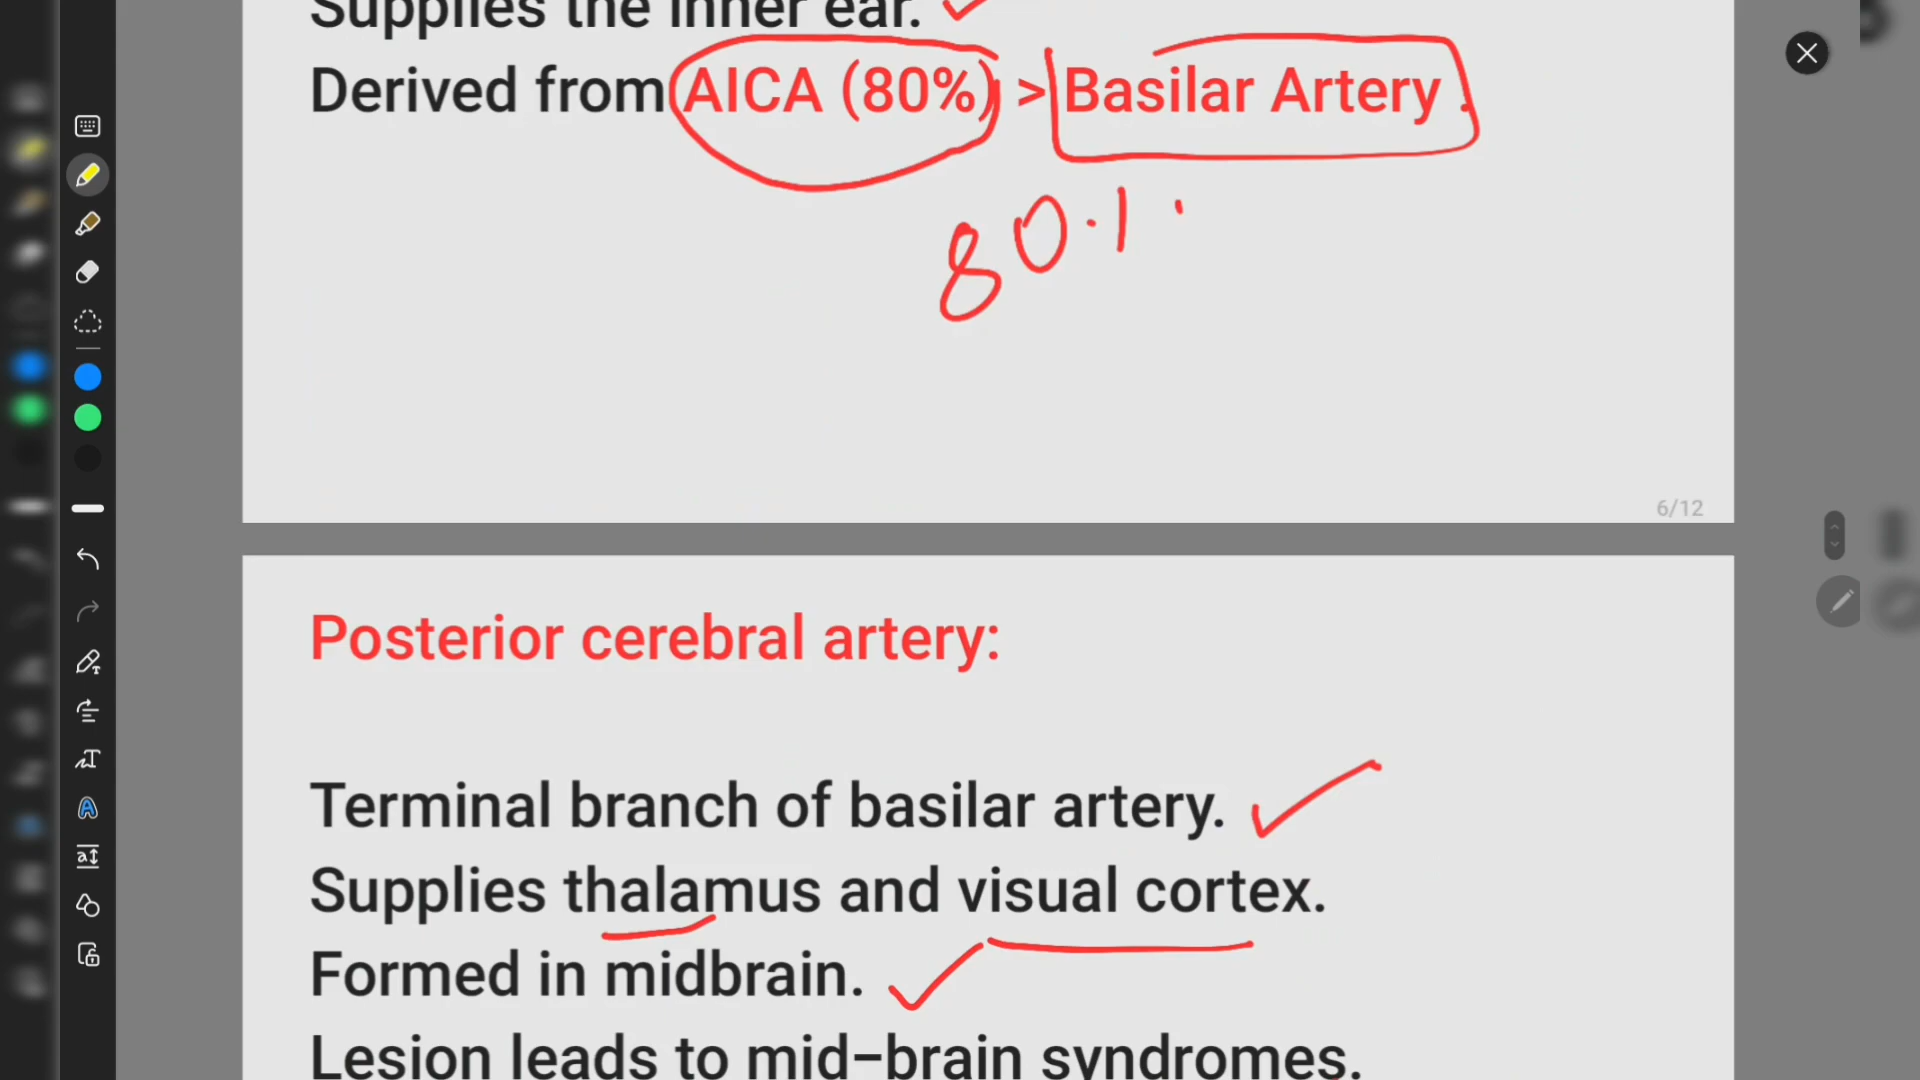 Supplies the inner ear.
Derived from AICA (80%) > Basilar Artery .
80·1·
6/12
Posterior cerebral artery:
Terminal branch of basilar artery.
Supplies thalamus and visual cortex.
Formed in midbrain.
Lesion leads to mid-brain syndromes.